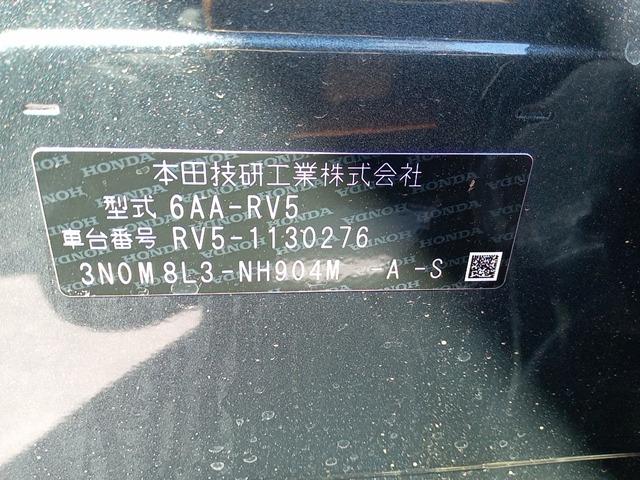 本田技研工業株式会社
型式 6AA-RV5
車台番号 RV5-1130276
3N0M8L3-NH904M -A-S